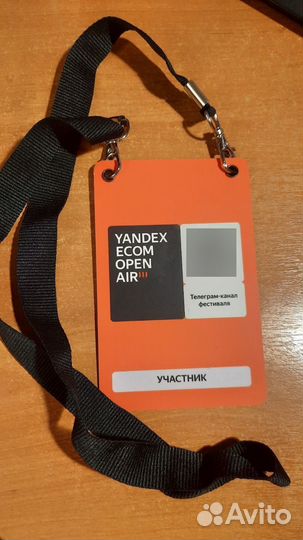 YANDEX
ECOM
OPEN
AIR
Телеграм-канал
фестиваля
УЧАСТНИК
Avito